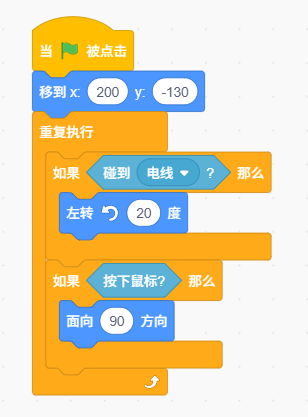 当 被点击
移到 x: 200 y: -130
重复执行
如果 碰到 电线 ? 那么
左转 20 度
如果 按下鼠标? 那么
面向 90 方向